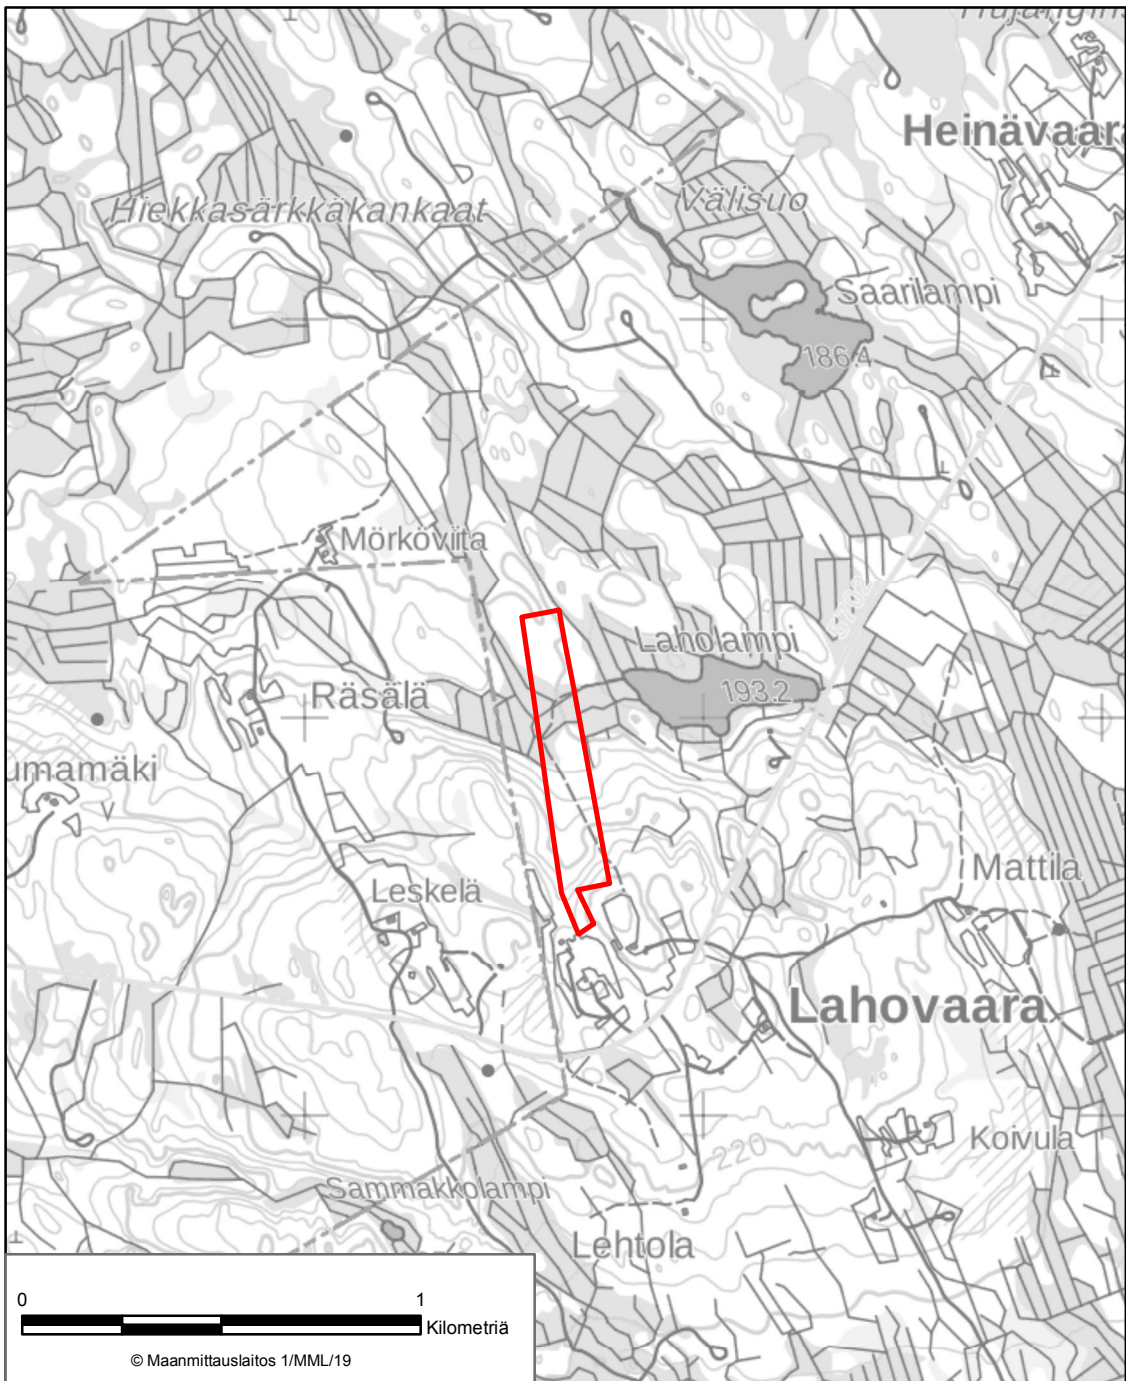 Heinävaara
Välisuo
Hiekkasärkkäkankaat
Saarilampi
186.4
Mörköviita
5702
Laholampi
193.2
Räsälä
umamäki
Mattila
Leskelä
Lahovaara
Koivula
220
Sammakkolampi
Lehtola
0 1
Kilometriä
© Maanmittauslaitos 1/MML/19